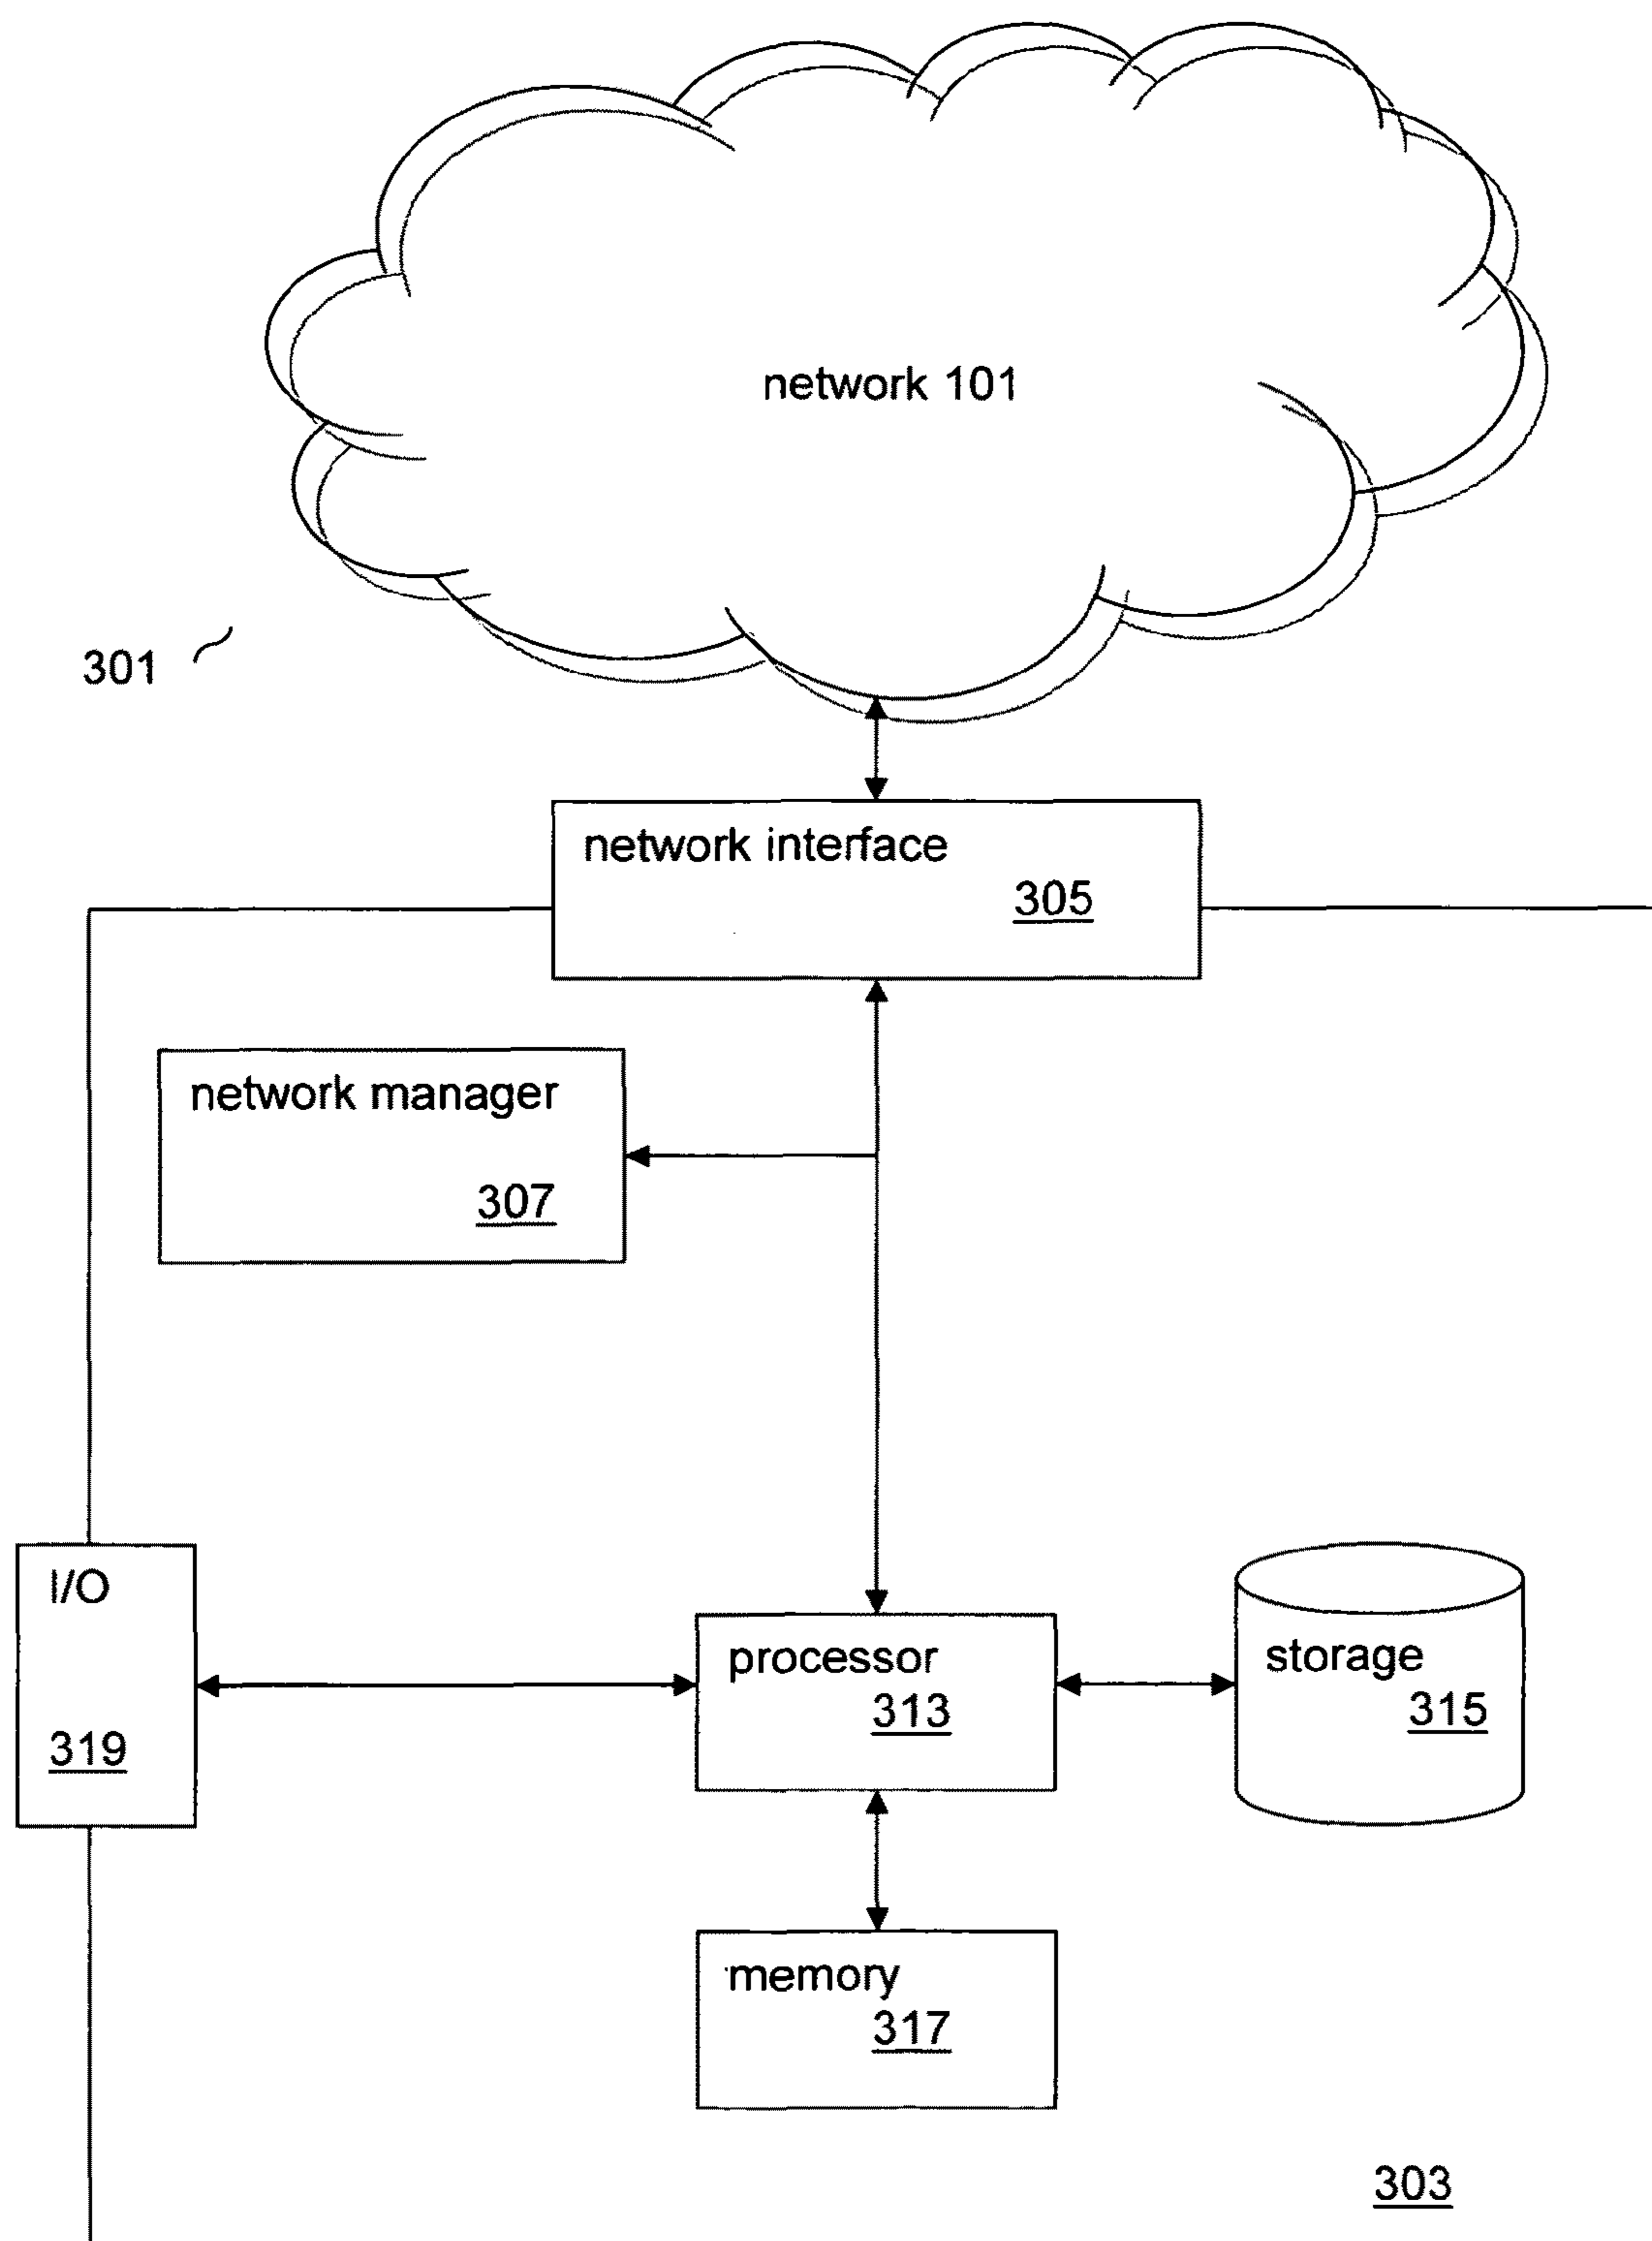 network 101
301
network interface
305
network manager
307
I/O
319
processor
313
storage
315
memory
317
303